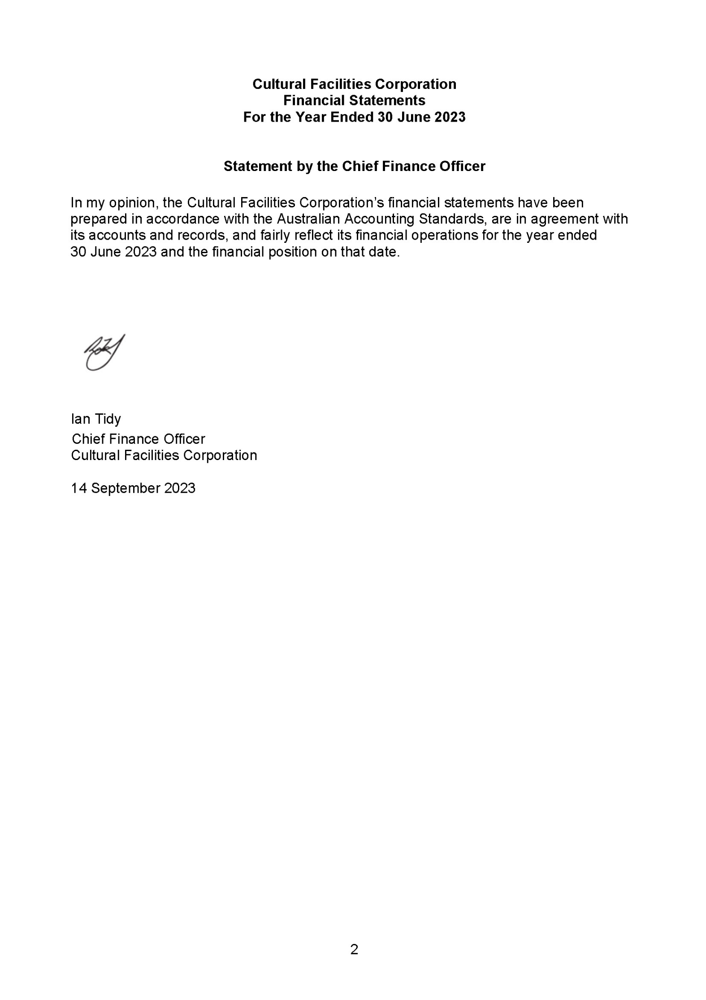 Cultural Facilities Corporation
Financial Statements
For the Year Ended 30 June 2023
Statement by the Chief Finance Officer
In my opinion, the Cultural Facilities Corporation’s financial statements have been
prepared in accordance with the Australian Accounting Standards, are in agreement with
its accounts and records, and fairly reflect its financial operations for the year ended
30 June 2023 and the financial position on that date.
Ian Tidy
Chief Finance Officer
Cultural Facilities Corporation
14 September 2023
2